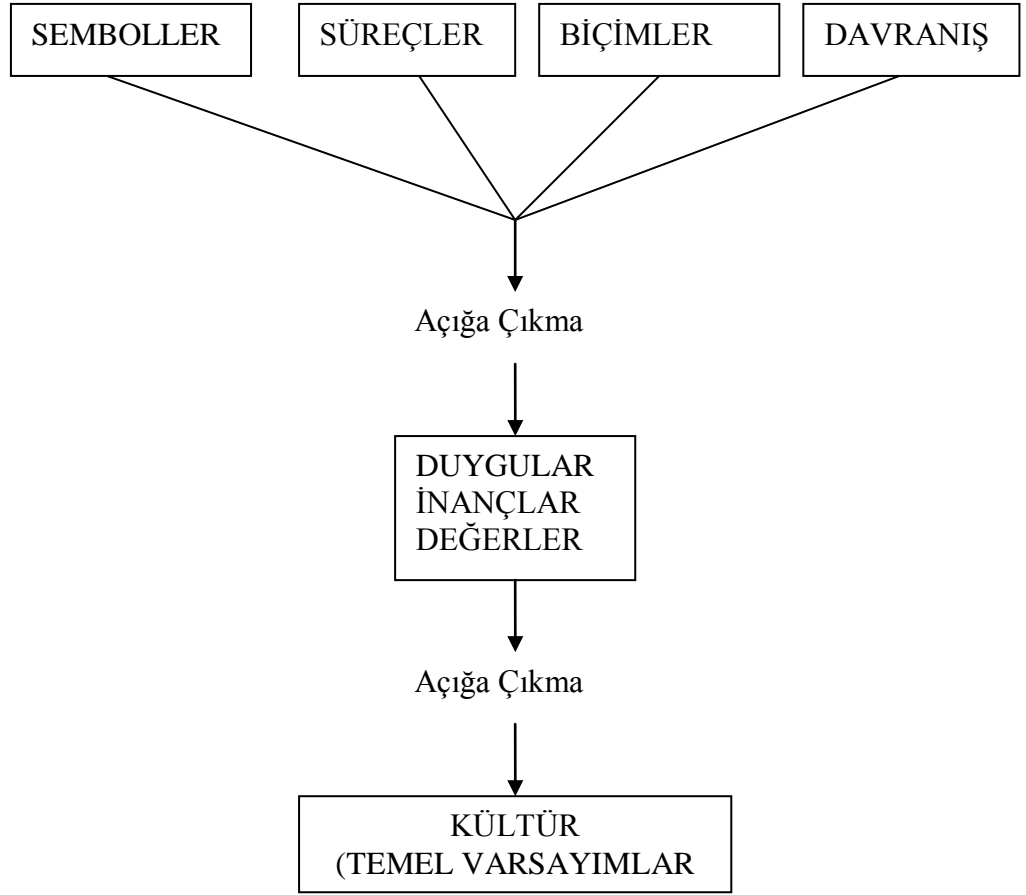 SEMBOLLER SÜREÇLER BİÇİMLER DAVRANIŞ
Açığa Çıkma
DUYGULAR
İNANÇLAR
DEĞERLER
Açığa Çıkma
KÜLTÜR
(TEMEL VARSAYIMLAR